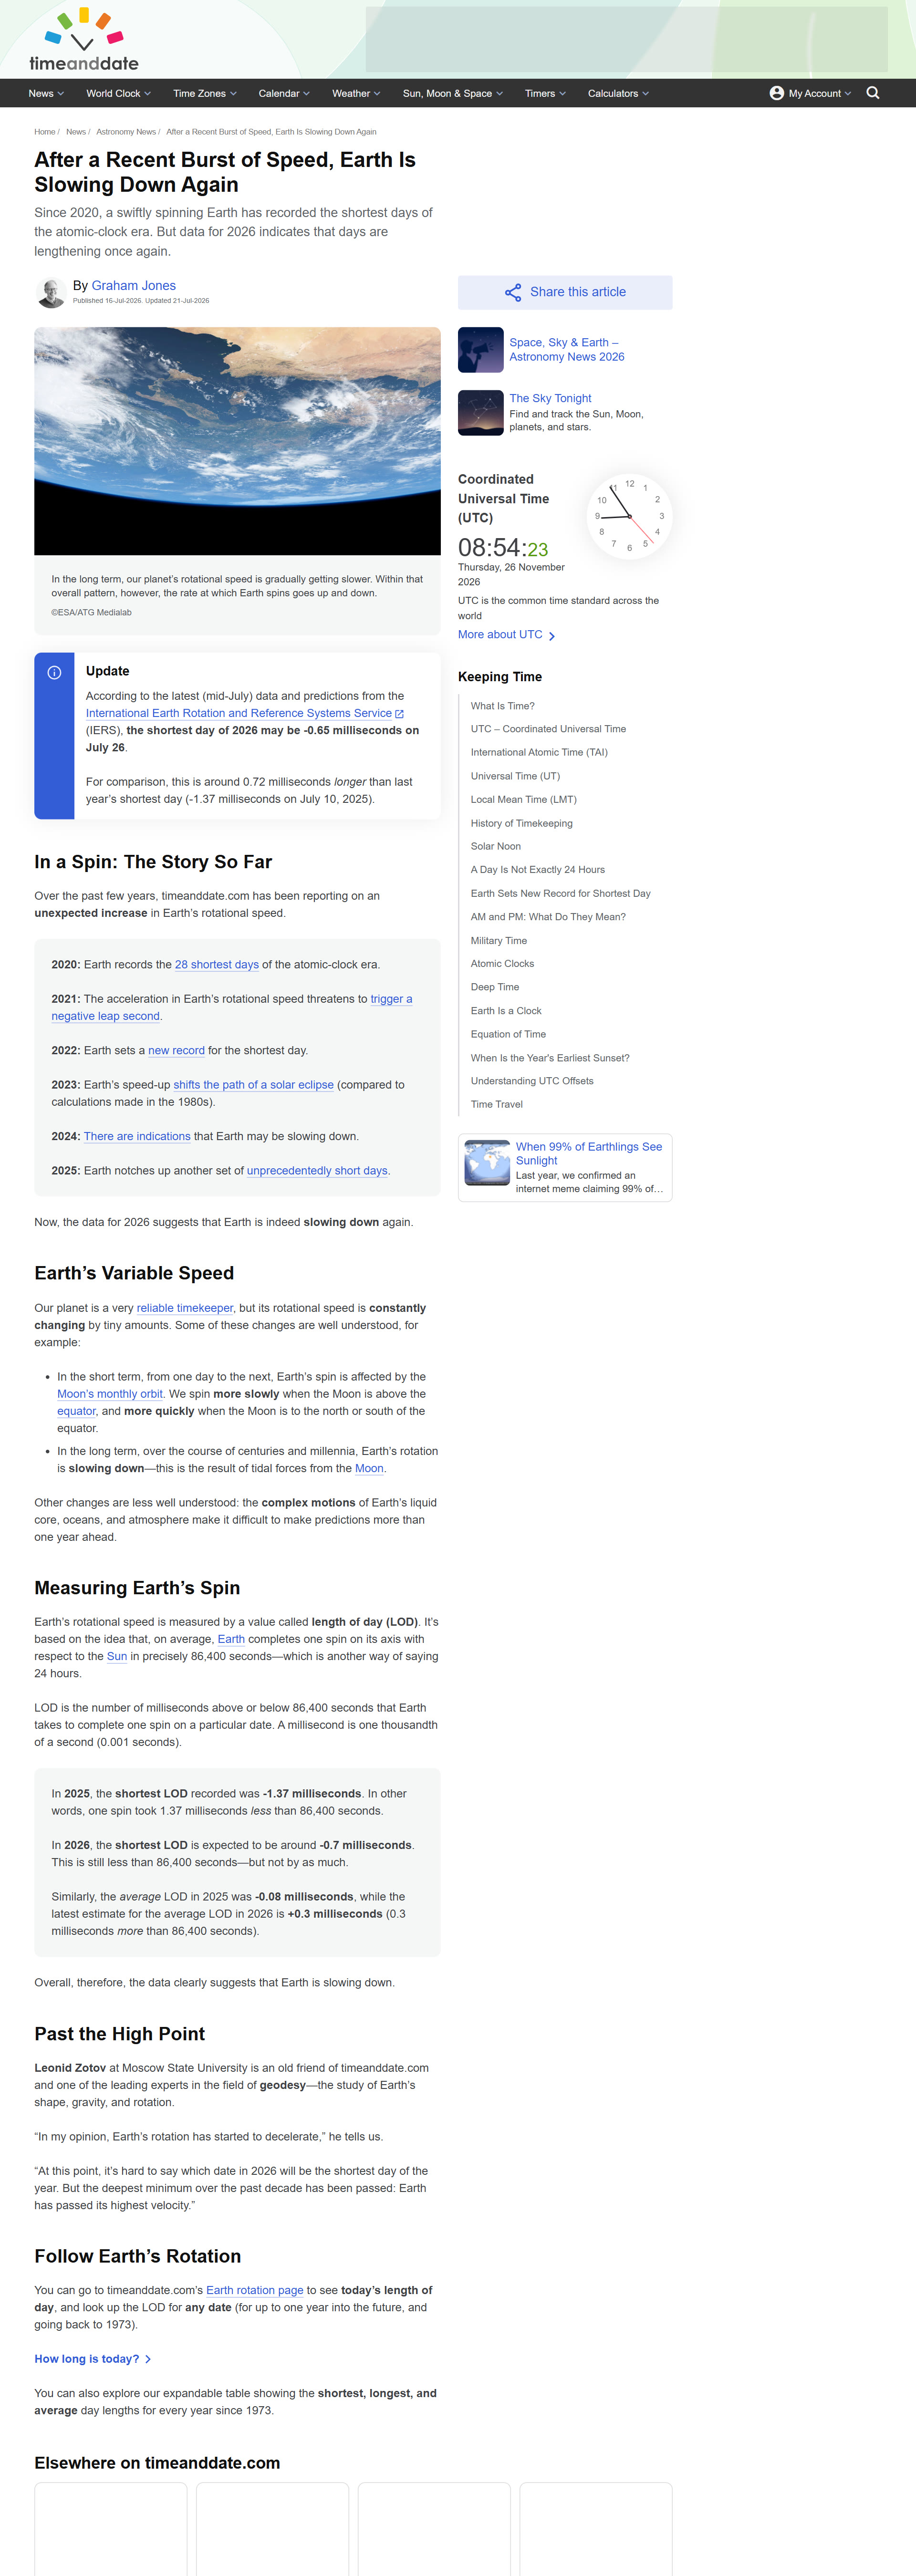 timeanddate
News
World Clock
Time Zones
Calendar
Weather
Sun, Moon & Space
Timers
Calculators
My Account
Home / News / Astronomy News / After a Recent Burst of Speed, Earth Is Slowing Down Again
After a Recent Burst of Speed, Earth Is
Slowing Down Again
Since 2020, a swiftly spinning Earth has recorded the shortest days of
the atomic-clock era. But data for 2026 indicates that days are
lengthening once again.
By Graham Jones
Published 16-Jul-2026. Updated 21-Jul-2026
In the long term, our planet’s rotational speed is gradually getting slower. Within that
overall pattern, however, the rate at which Earth spins goes up and down.
©ESA/ATG Medialab
Update
According to the latest (mid-July) data and predictions from the
International Earth Rotation and Reference Systems Service
(IERS), the shortest day of 2026 may be -0.65 milliseconds on
July 26.
For comparison, this is around 0.72 milliseconds longer than last
year’s shortest day (-1.37 milliseconds on July 10, 2025).
In a Spin: The Story So Far
Over the past few years, timeanddate.com has been reporting on an
unexpected increase in Earth’s rotational speed.
2020: Earth records the 28 shortest days of the atomic-clock era.
2021: The acceleration in Earth’s rotational speed threatens to trigger a
negative leap second.
2022: Earth sets a new record for the shortest day.
2023: Earth’s speed-up shifts the path of a solar eclipse (compared to
calculations made in the 1980s).
2024: There are indications that Earth may be slowing down.
2025: Earth notches up another set of unprecedentedly short days.
Now, the data for 2026 suggests that Earth is indeed slowing down again.
Earth’s Variable Speed
Our planet is a very reliable timekeeper, but its rotational speed is constantly
changing by tiny amounts. Some of these changes are well understood, for
example:
• In the short term, from one day to the next, Earth’s spin is affected by the
Moon’s monthly orbit. We spin more slowly when the Moon is above the
equator, and more quickly when the Moon is to the north or south of the
equator.
• In the long term, over the course of centuries and millennia, Earth’s rotation
is slowing down—this is the result of tidal forces from the Moon.
Other changes are less well understood: the complex motions of Earth’s liquid
core, oceans, and atmosphere make it difficult to make predictions more than
one year ahead.
Measuring Earth’s Spin
Earth’s rotational speed is measured by a value called length of day (LOD). It’s
based on the idea that, on average, Earth completes one spin on its axis with
respect to the Sun in precisely 86,400 seconds—which is another way of saying
24 hours.
LOD is the number of milliseconds above or below 86,400 seconds that Earth
takes to complete one spin on a particular date. A millisecond is one thousandth
of a second (0.001 seconds).
In 2025, the shortest LOD recorded was -1.37 milliseconds. In other
words, one spin took 1.37 milliseconds less than 86,400 seconds.
In 2026, the shortest LOD is expected to be around -0.7 milliseconds.
This is still less than 86,400 seconds—but not by as much.
Similarly, the average LOD in 2025 was -0.08 milliseconds, while the
latest estimate for the average LOD in 2026 is +0.3 milliseconds (0.3
milliseconds more than 86,400 seconds).
Overall, therefore, the data clearly suggests that Earth is slowing down.
Past the High Point
Leonid Zotov at Moscow State University is an old friend of timeanddate.com
and one of the leading experts in the field of geodesy—the study of Earth’s
shape, gravity, and rotation.
“In my opinion, Earth’s rotation has started to decelerate,” he tells us.
“At this point, it’s hard to say which date in 2026 will be the shortest day of the
year. But the deepest minimum over the past decade has been passed: Earth
has passed its highest velocity.”
Follow Earth’s Rotation
You can go to timeanddate.com’s Earth rotation page to see today’s length of
day, and look up the LOD for any date (for up to one year into the future, and
going back to 1973).
How long is today?
You can also explore our expandable table showing the shortest, longest, and
average day lengths for every year since 1973.
Share this article
Space, Sky & Earth –
Astronomy News 2026
The Sky Tonight
Find and track the Sun, Moon,
planets, and stars.
Coordinated
Universal Time
(UTC)
08:54:23
Thursday, 26 November
2026
12
1
2
3
4
5
6
7
8
9
10
11
UTC is the common time standard across the
world
More about UTC
Keeping Time
What Is Time?
UTC – Coordinated Universal Time
International Atomic Time (TAI)
Universal Time (UT)
Local Mean Time (LMT)
History of Timekeeping
Solar Noon
A Day Is Not Exactly 24 Hours
Earth Sets New Record for Shortest Day
AM and PM: What Do They Mean?
Military Time
Atomic Clocks
Deep Time
Earth Is a Clock
Equation of Time
When Is the Year's Earliest Sunset?
Understanding UTC Offsets
Time Travel
When 99% of Earthlings See
Sunlight
Last year, we confirmed an
internet meme claiming 99% of…
Elsewhere on timeanddate.com